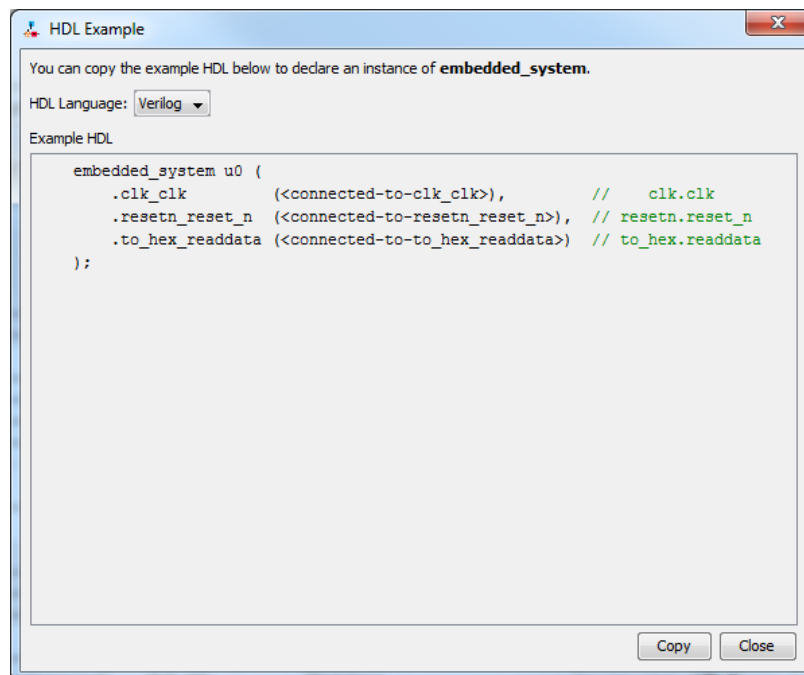 HDL Example
You can copy the example HDL below to declare an instance of embedded_system.
HDL Language: Verilog
Example HDL
embedded_system u0 (
.clk_clk (<connected-to-clk_clk>), // clk.clk
.resetn_reset_n (<connected-to-resetn_reset_n>), // resetn.reset_n
.to_hex_readdata (<connected-to-to_hex_readdata>) // to_hex.readdata
);
Copy Close